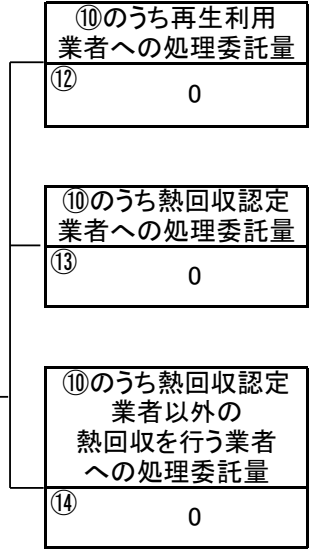 ⑩のうち再生利用
業者への処理委託量
⑫
0
⑩のうち熱回収認定
業者への処理委託量
⑬
0
⑩のうち熱回収認定
業者以外の
熱回収を行う業者
への処理委託量
⑭
0